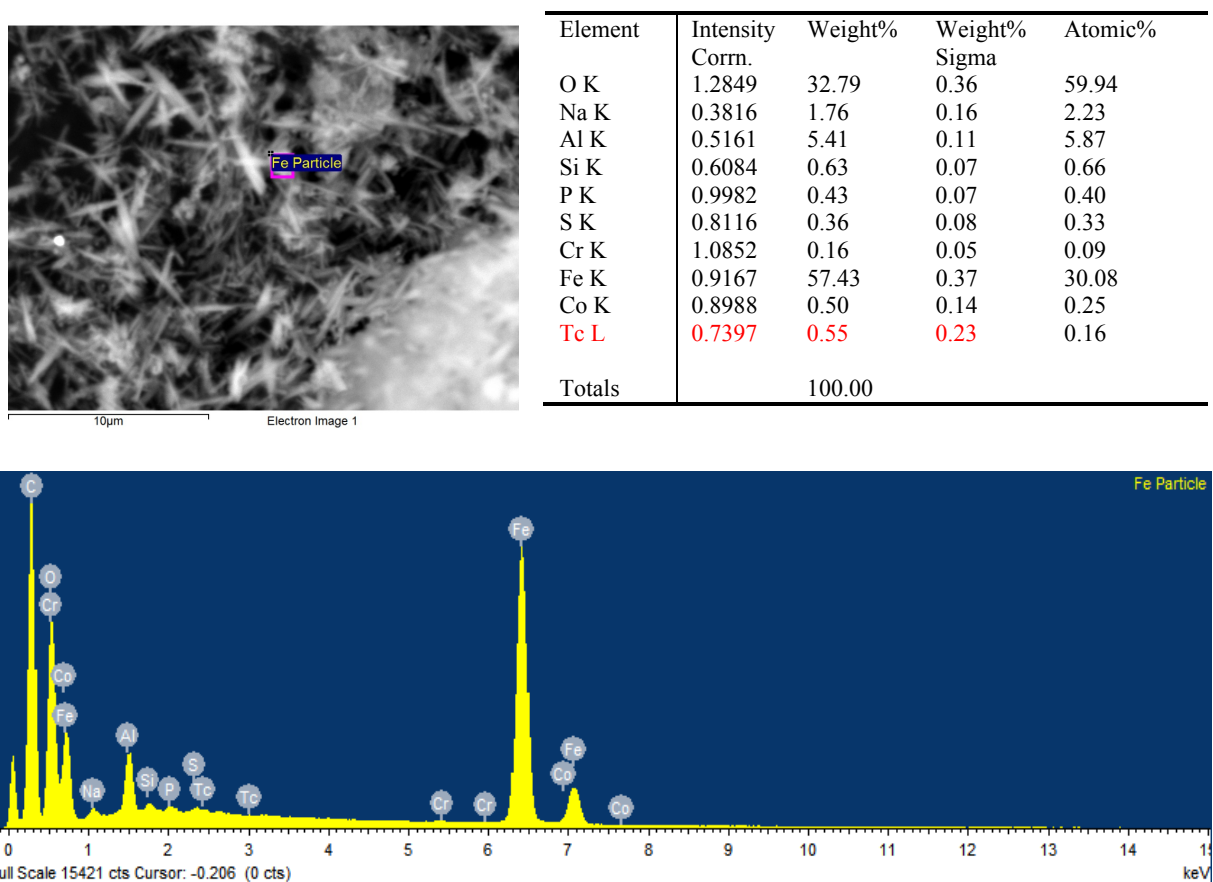 Fe Particle
10µm Electron Image 1
Element Intensity Corrn. Weight% Weight% Sigma Atomic%
O K 1.2849 32.79 0.36 59.94
Na K 0.3816 1.76 0.16 2.23
Al K 0.5161 5.41 0.11 5.87
Si K 0.6084 0.63 0.07 0.66
P K 0.9982 0.43 0.07 0.40
S K 0.8116 0.36 0.08 0.33
Cr K 1.0852 0.16 0.05 0.09
Fe K 0.9167 57.43 0.37 30.08
Co K 0.8988 0.50 0.14 0.25
Tc L 0.7397 0.55 0.23 0.16
Totals 100.00
Fe Particle
C
O
Cr
Co
Fe
Na
Al
Si
P
S
Tc
Tc
Cr
Cr
Fe
Fe
Co
Co
0 1 2 3 4 5 6 7 8 9 10 11 12 13 14 15
ull Scale 15421 cts Cursor: -0.206 (0 cts) keV